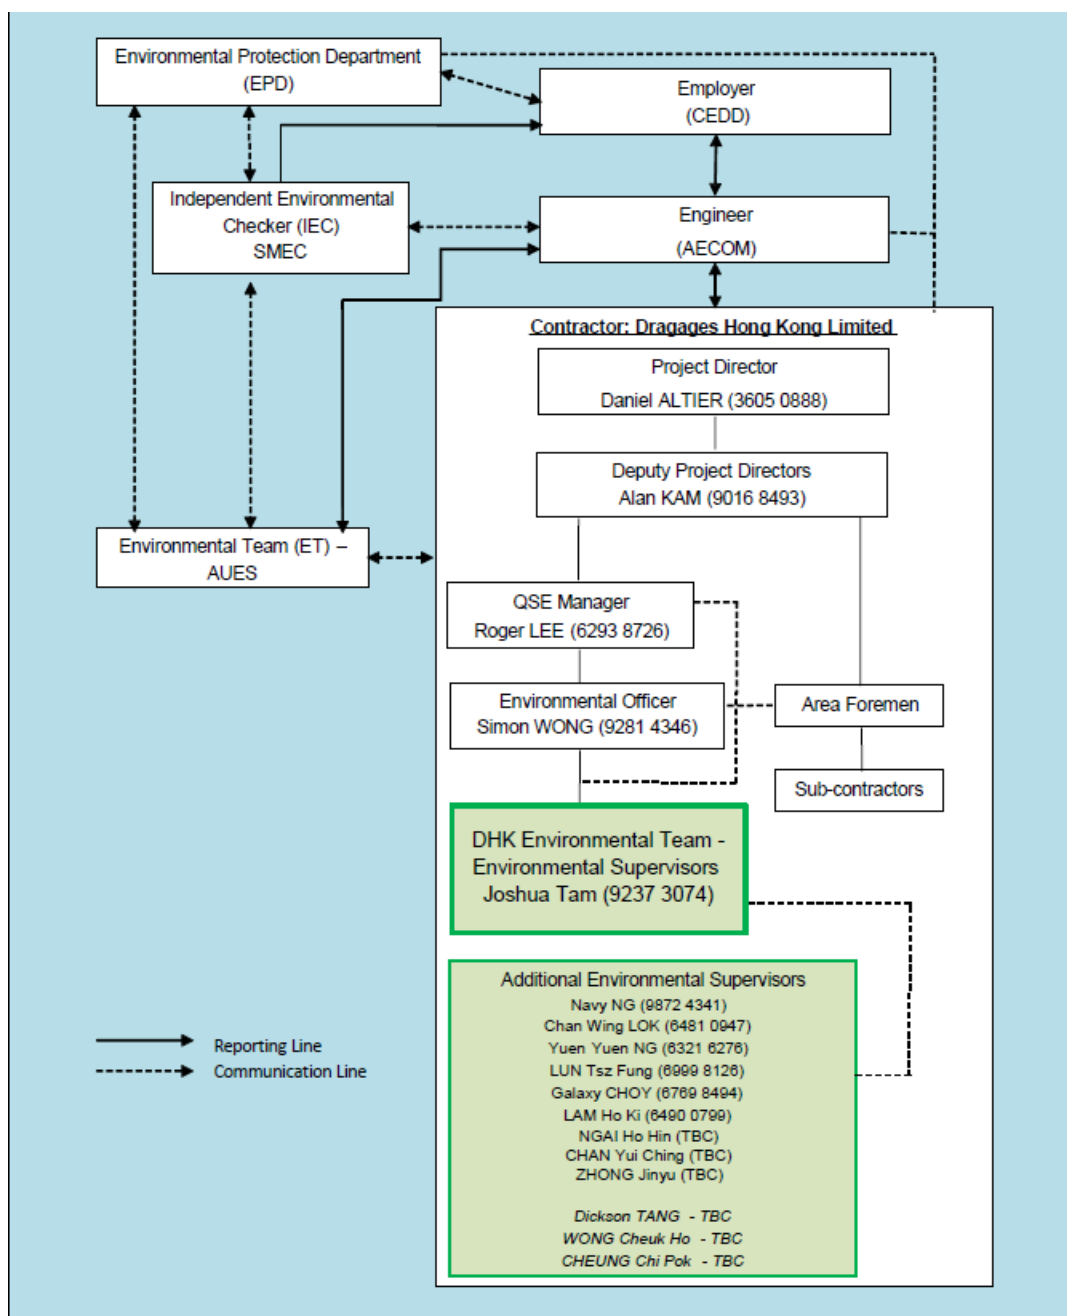 Environmental Protection Department
(EPD)
Employer
(CEDD)
Independent Environmental
Checker (IEC)
SMEC
Engineer
(AECOM)
Contractor: Dragages Hong Kong Limited
Project Director
Daniel ALTIER (3605 0888)
Deputy Project Directors
Alan KAM (9016 8493)
Environmental Team (ET) –
AUES
QSE Manager
Roger LEE (6293 8726)
Environmental Officer
Simon WONG (9281 4346)
Area Foremen
Sub-contractors
DHK Environmental Team -
Environmental Supervisors
Joshua Tam (9237 3074)
Additional Environmental Supervisors
Navy NG (9872 4341)
Chan Wing LOK (6481 0947)
Yuen Yuen NG (6321 6276)
LUN Tsz Fung (6999 8126)
Galaxy CHOY (6769 8494)
LAM Ho Ki (6490 0799)
NGAI Ho Hin (TBC)
CHAN Yui Ching (TBC)
ZHONG Jinyu (TBC)
Dickson TANG - TBC
WONG Cheuk Ho - TBC
CHEUNG Chi Pok - TBC
Reporting Line
Communication Line